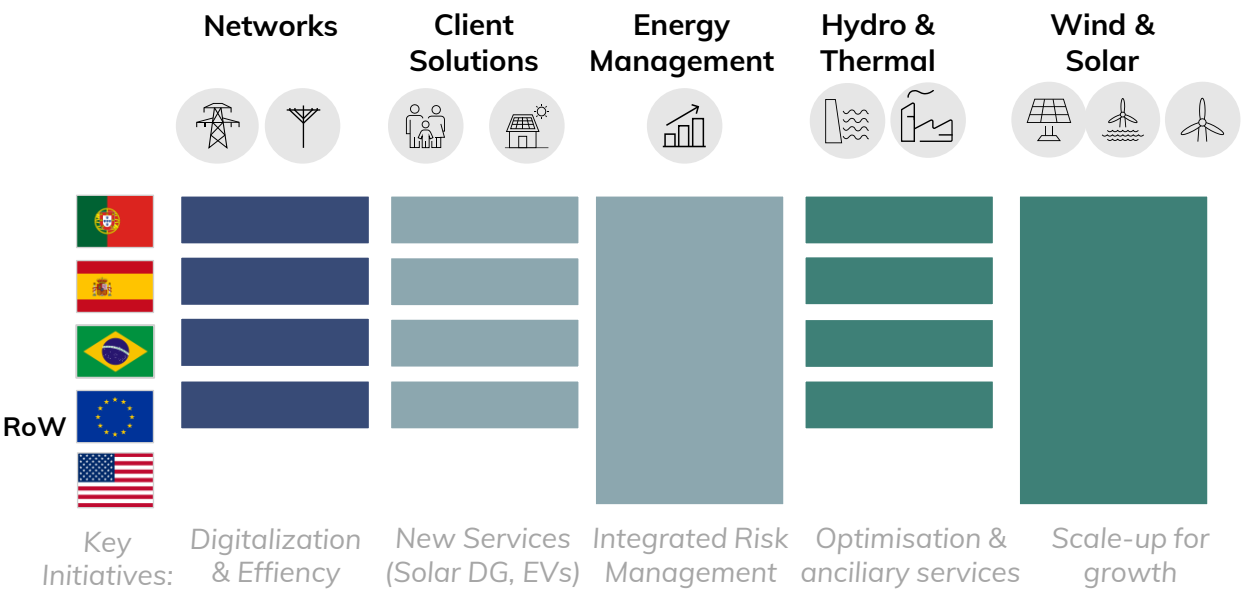 Networks
Client
Solutions
Energy
Management
Hydro &
Thermal
Wind &
Solar
RoW
Key
Initiatives:
Digitalization
& Effiency
New Services
(Solar DG, EVs)
Integrated Risk
Management
Optimisation &
anciliary services
Scale-up for
growth